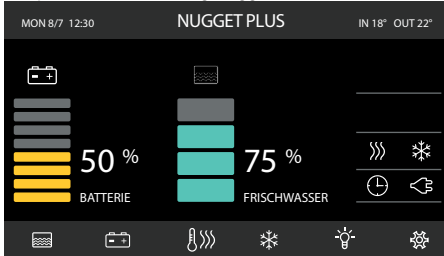 MON 8/7 12:30 NUGGET PLUS IN 18° OUT 22°
50 % 75 %
BATTERIE FRISCHWASSER